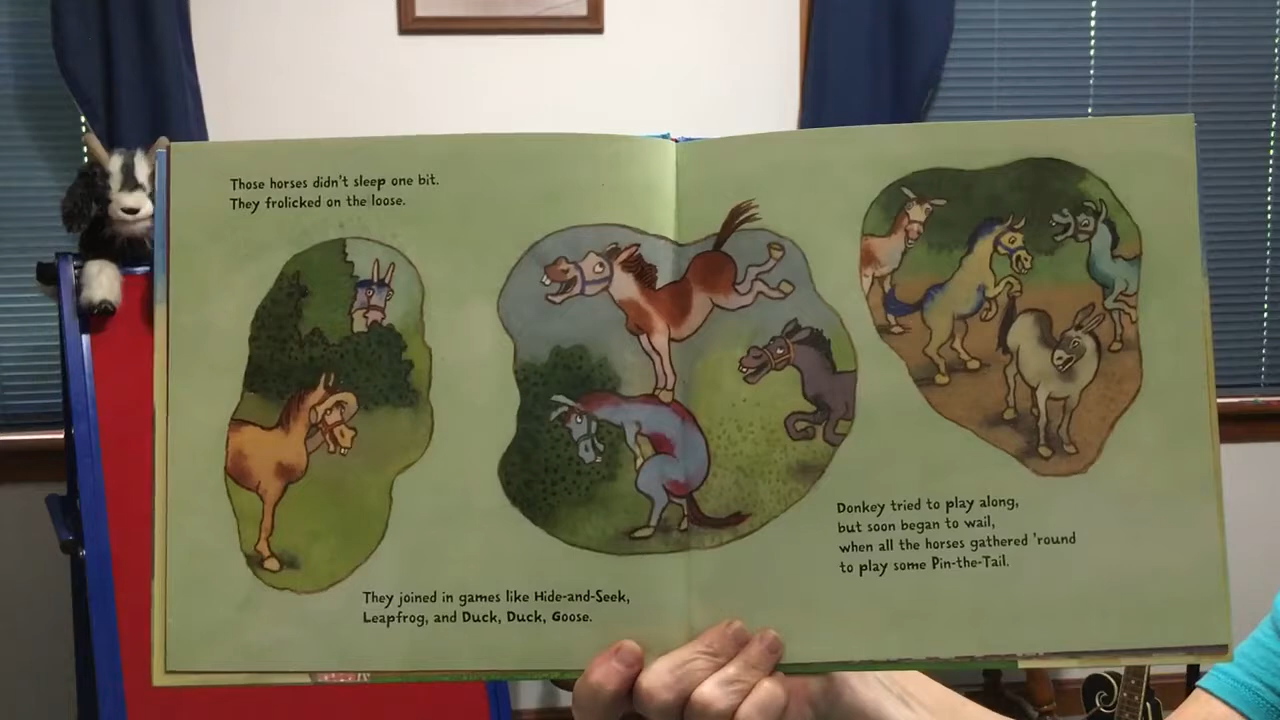 Those horses didn't sleep one bit.
They frolicked on the loose.
They joined in games like Hide-and-Seek,
Leapfrog, and Duck, Duck, Goose.
Donkey tried to play along,
but soon began to wail,
when all the horses gathered 'round
to play some Pin-the-Tail.